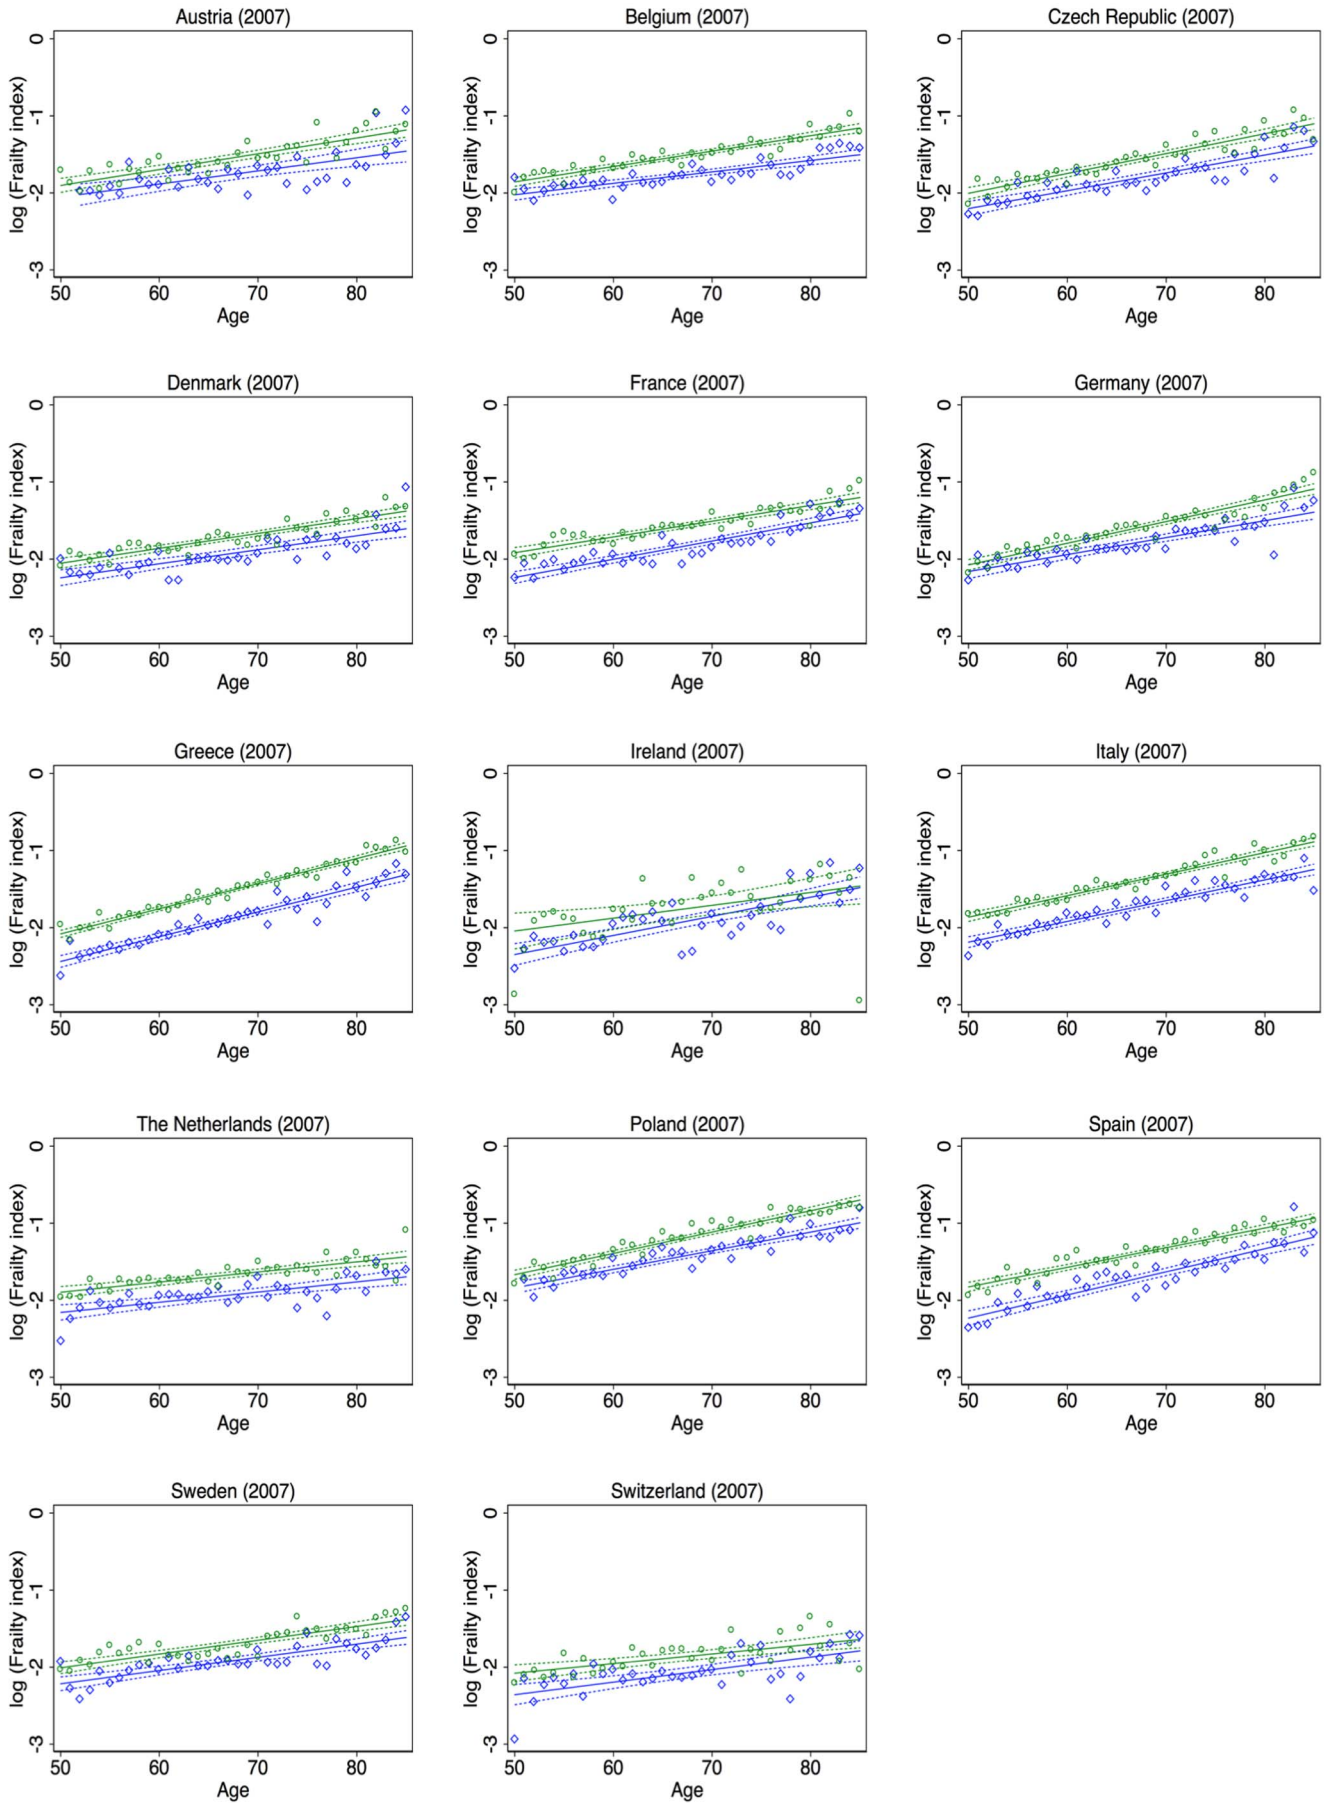 Austria (2007) Belgium (2007) Czech Republic (2007)
log (Frailty index) log (Frailty index) log (Frailty index)
0 0 0
-1 -1 -1
-2 -2 -2
-3 -3 -3
50 60 70 80 50 60 70 80 50 60 70 80
Age Age Age
Denmark (2007) France (2007) Germany (2007)
log (Frailty index) log (Frailty index) log (Frailty index)
0 0 0
-1 -1 -1
-2 -2 -2
-3 -3 -3
50 60 70 80 50 60 70 80 50 60 70 80
Age Age Age
Greece (2007) Ireland (2007) Italy (2007)
log (Frailty index) log (Frailty index) log (Frailty index)
0 0 0
-1 -1 -1
-2 -2 -2
-3 -3 -3
50 60 70 80 50 60 70 80 50 60 70 80
Age Age Age
The Netherlands (2007) Poland (2007) Spain (2007)
log (Frailty index) log (Frailty index) log (Frailty index)
0 0 0
-1 -1 -1
-2 -2 -2
-3 -3 -3
50 60 70 80 50 60 70 80 50 60 70 80
Age Age Age
Sweden (2007) Switzerland (2007)
log (Frailty index) log (Frailty index)
0 0
-1 -1
-2 -2
-3 -3
50 60 70 80 50 60 70 80
Age Age